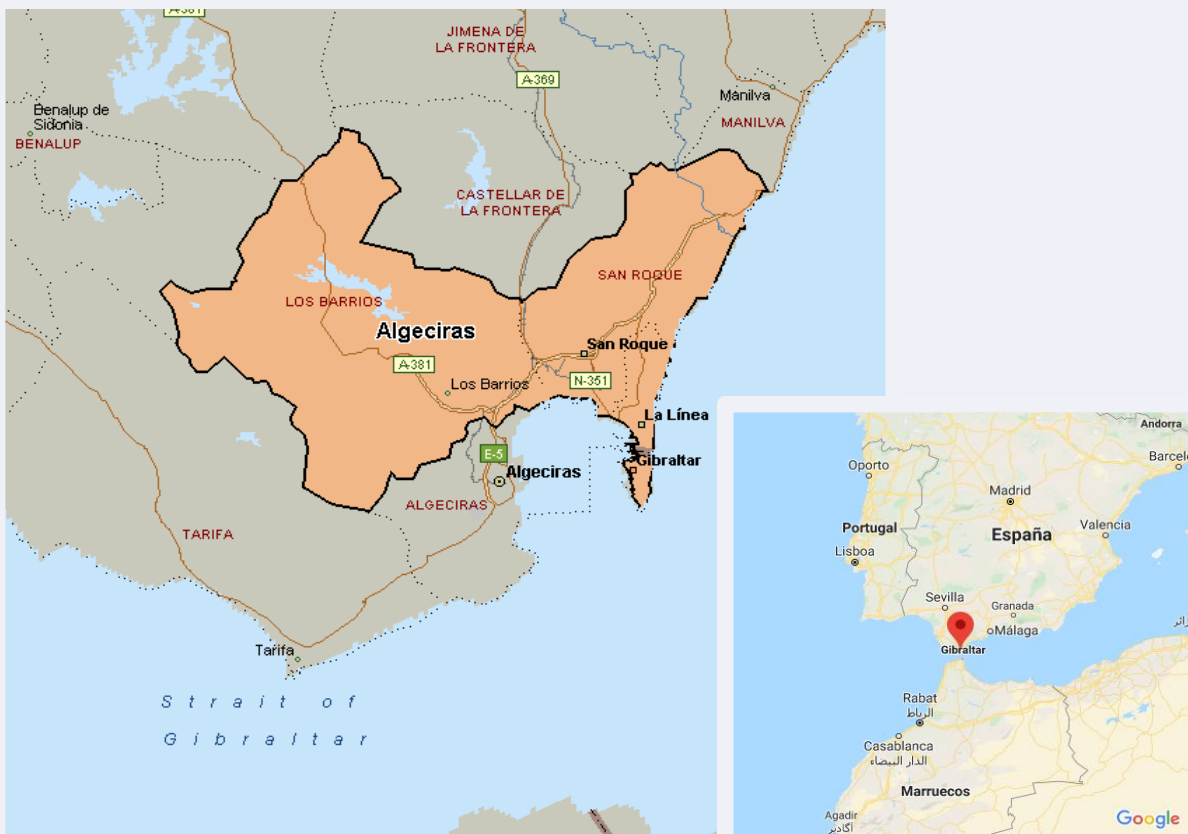 A-381
JIMENA DE
LA FRONTERA
A-369
Manilva
MANILVA
Benalup de
Sidonia
BENALUP
CASTELLAR DE
LA FRONTERA
SAN ROQUE
LOS BARRIOS
Algeciras
San Roque
A-381
N-351
Los Barrios
La Línea
E-5
Gibraltar
Algeciras
ALGECIRAS
TARIFA
Tarifa
Strait of
Gibraltar
Andorra
Oporto
Barcel
Madrid
Portugal
España
Valencia
Lisboa
Sevilla
Granada
Málaga
Gibraltar
Rabat
الرباط
Casablanca
الدار البيضاء
Marruecos
Agadir
أكادير
Google